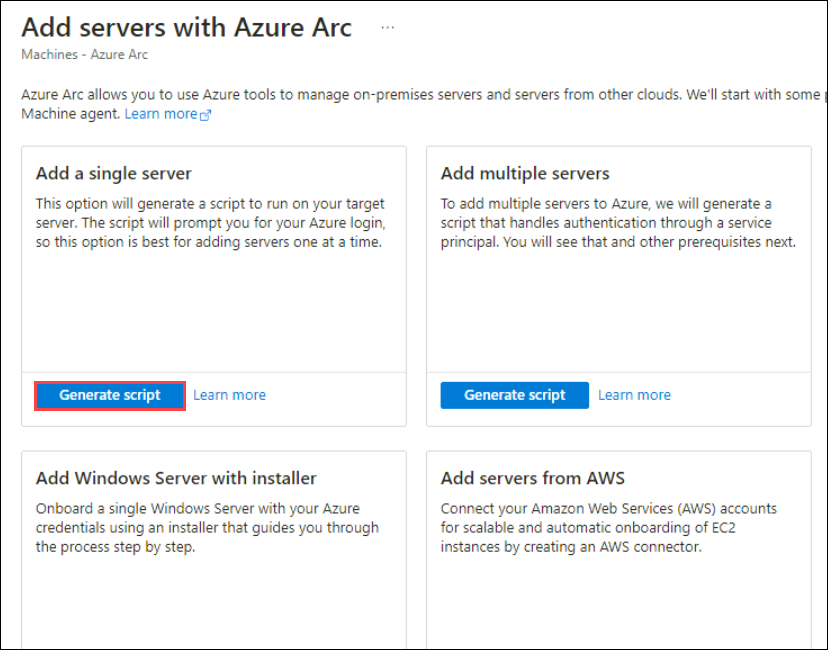 Add servers with Azure Arc ...
Machines - Azure Arc
Azure Arc allows you to use Azure tools to manage on-premises servers and servers from other clouds. We'll start with some
Machine agent. Learn more
Add a single server
This option will generate a script to run on your target
server. The script will prompt you for your Azure login,
so this option is best for adding servers one at a time.
Generate script Learn more
Add multiple servers
To add multiple servers to Azure, we will generate a
script that handles authentication through a service
principal. You will see that and other prerequisites next.
Generate script Learn more
Add Windows Server with installer
Onboard a single Windows Server with your Azure
credentials using an installer that guides you through
the process step by step.
Add servers from AWS
Connect your Amazon Web Services (AWS) accounts
for scalable and automatic onboarding of EC2
instances by creating an AWS connector.